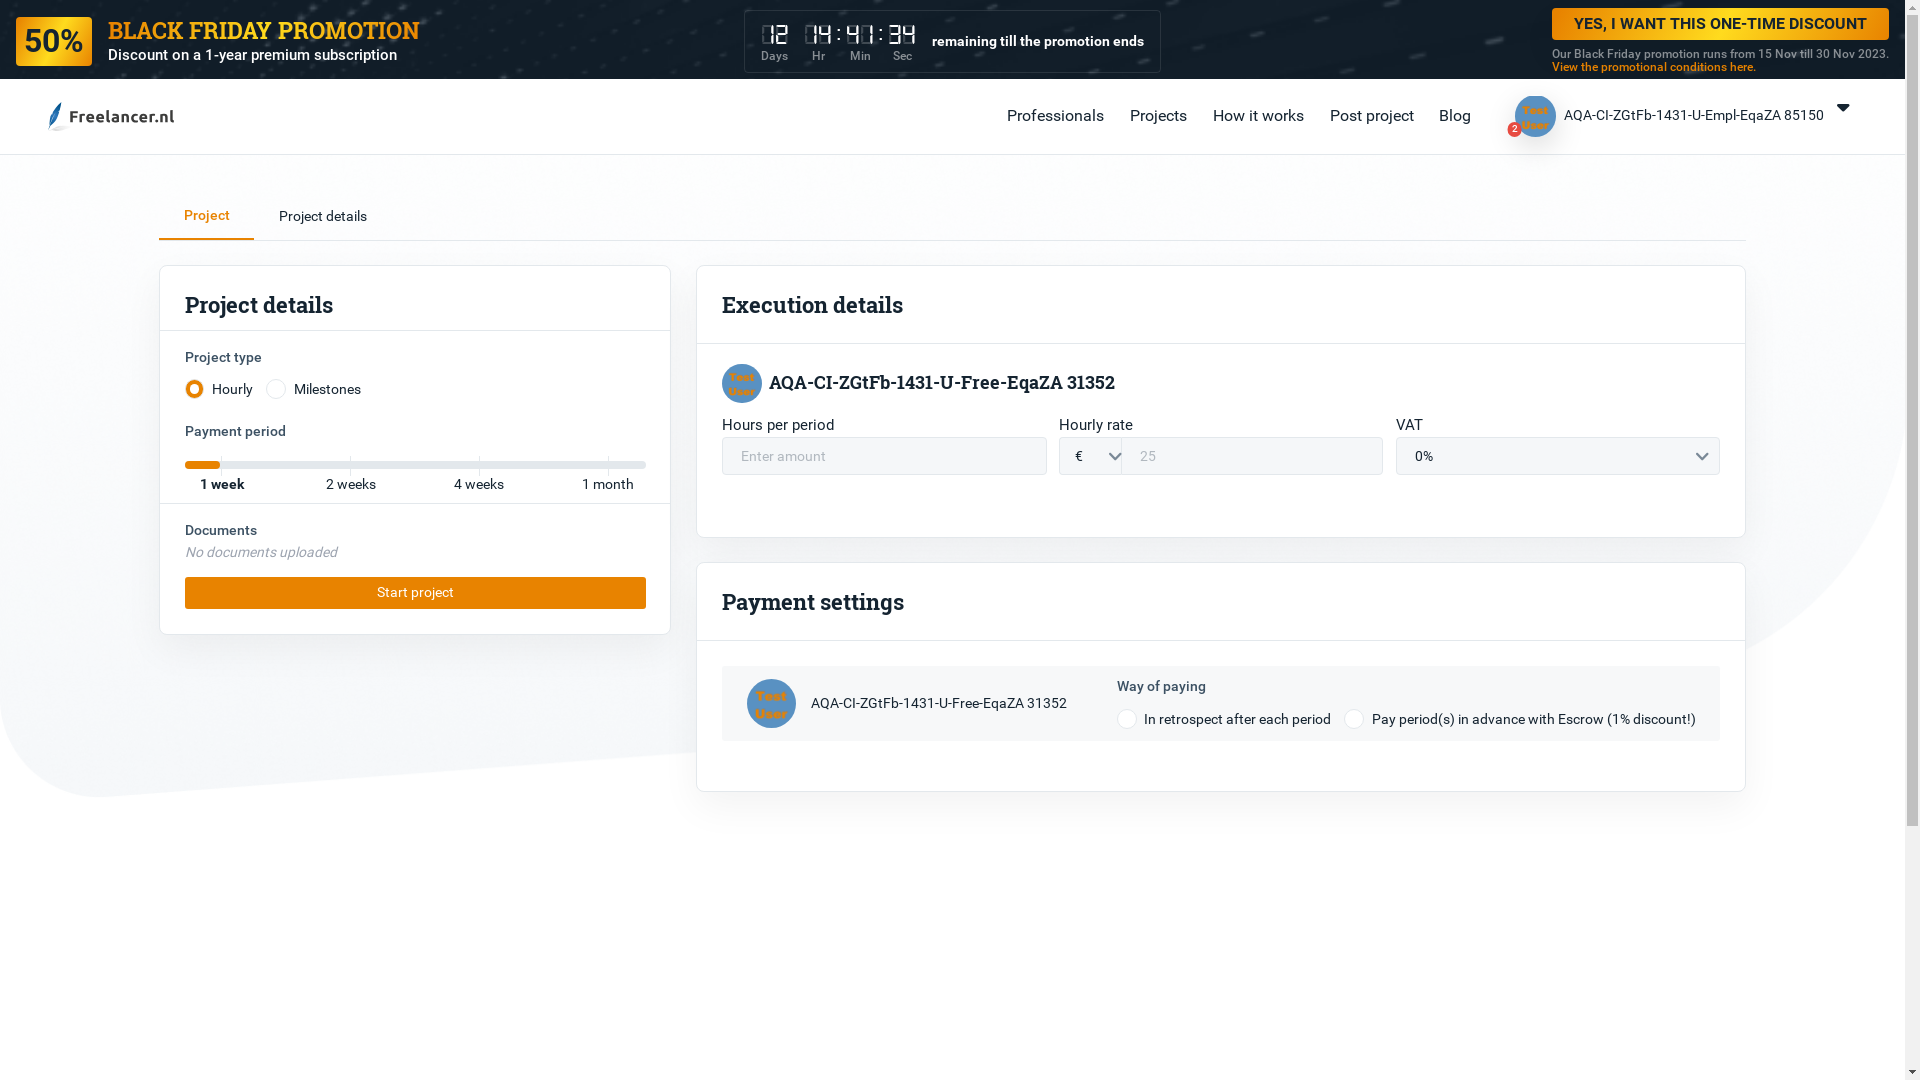 50%
BLACK FRIDAY PROMOTION
Discount on a 1-year premium subscription
12 14:41:34
Days Hr Min Sec
remaining till the promotion ends
YES, I WANT THIS ONE-TIME DISCOUNT
Our Black Friday promotion runs from 15 Nov till 30 Nov 2023.
View the promotional conditions here.
Freelancer.nl
Professionals
Projects
How it works
Post project
Blog
Test User
2
AQA-CI-ZGtFb-1431-U-Empl-EqaZA 85150
Project
Project details
Project details
Project type
Hourly
Milestones
Payment period
1 week
2 weeks
4 weeks
1 month
Documents
No documents uploaded
Start project
Execution details
Test User
AQA-CI-ZGtFb-1431-U-Free-EqaZA 31352
Hours per period
Hourly rate
VAT
Enter amount
€
25
0%
Payment settings
Test User
AQA-CI-ZGtFb-1431-U-Free-EqaZA 31352
Way of paying
In retrospect after each period
Pay period(s) in advance with Escrow (1% discount!)